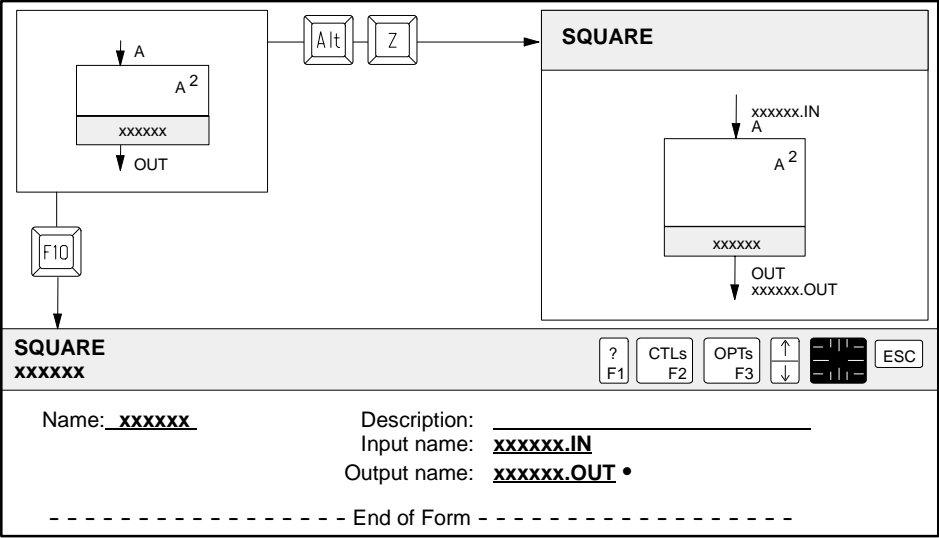 A
A 2
xxxxxx
OUT
Alt
Z
SQUARE
xxxxxx.IN
A
A 2
xxxxxx
OUT
xxxxxx.OUT
F10
SQUARE
xxxxxx
?
F1
CTLs
F2
OPTs
F3
↑
↓
ESC
Name: xxxxxx
Description:
Input name: xxxxxx.IN
Output name: xxxxxx.OUT •
- - - - - - - - - - - - - - - - - End of Form - - - - - - - - - - - - - - - - - -